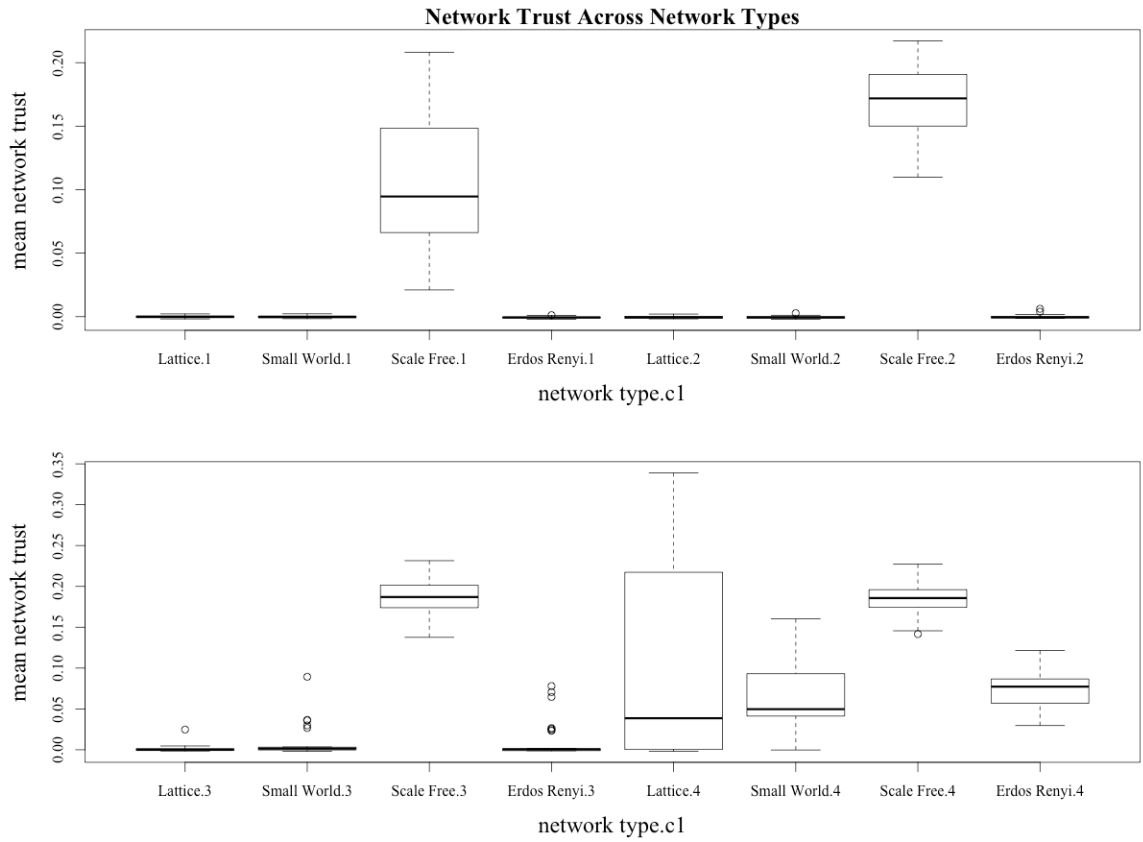 Network Trust Across Network Types
mean network trust
0.20
0.15
0.10
0.05
0.00
Lattice.1 Small World.1 Scale Free.1 Erdos Renyi.1 Lattice.2 Small World.2 Scale Free.2 Erdos Renyi.2
network type.c1
mean network trust
0.35
0.30
0.25
0.20
0.15
0.10
0.05
0.00
Lattice.3 Small World.3 Scale Free.3 Erdos Renyi.3 Lattice.4 Small World.4 Scale Free.4 Erdos Renyi.4
network type.c1